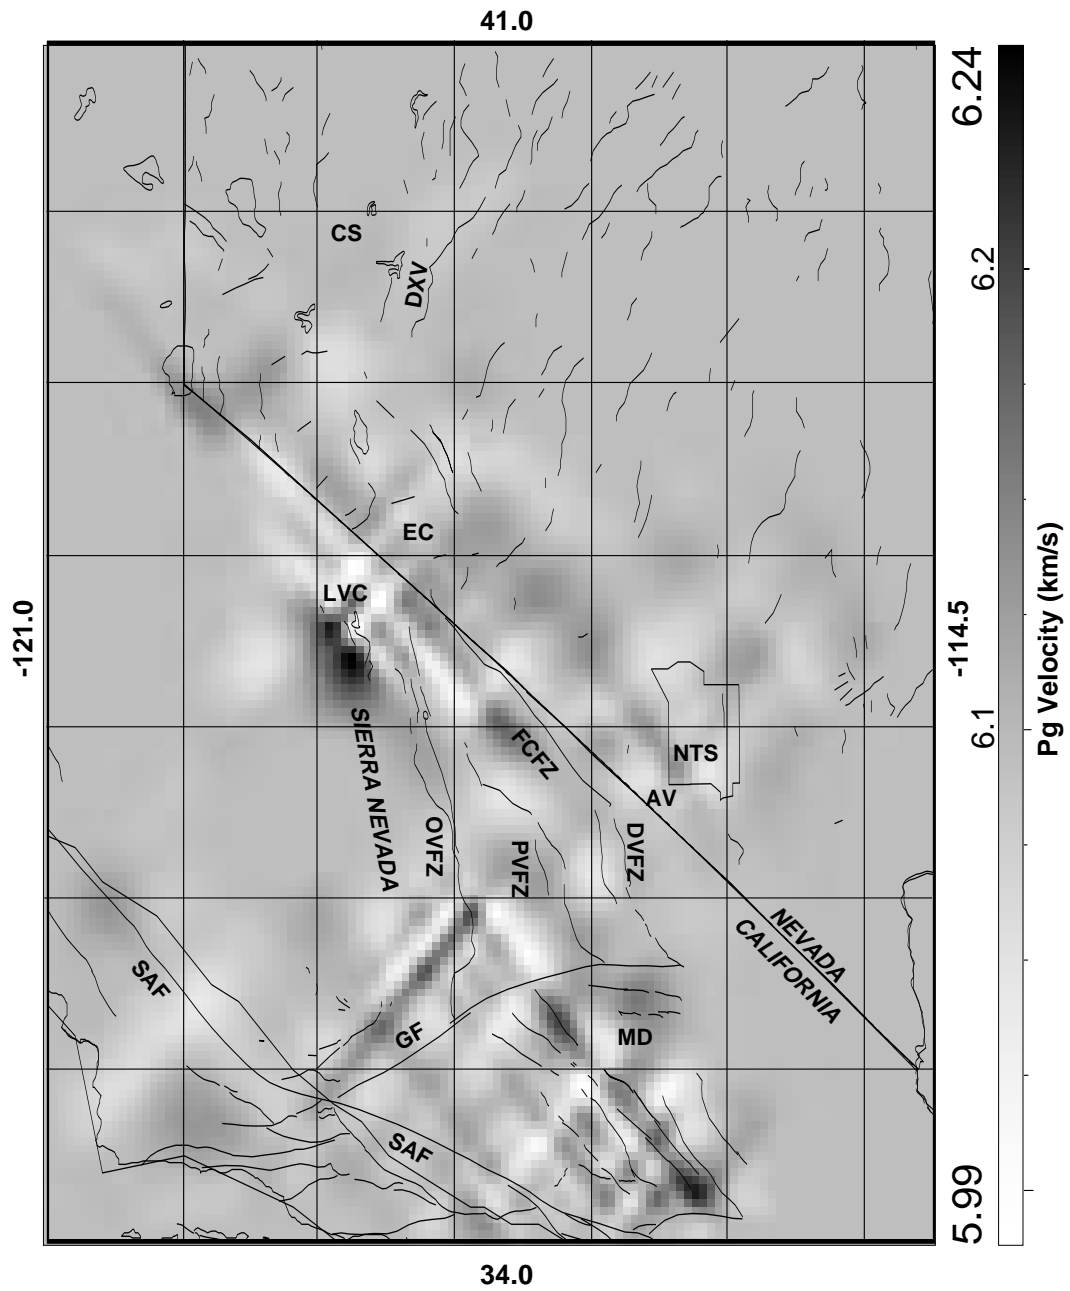 41.0
6.24
CS
DXV
6.2
EC
LVC
-121.0
-114.5
Pg Velocity (km/s)
SIERRA NEVADA
FCFZ
NTS
6.1
AV
OVFZ
PVFZ
DVFZ
NEVADA
CALIFORNIA
SAF
GF
MD
SAF
5.99
34.0